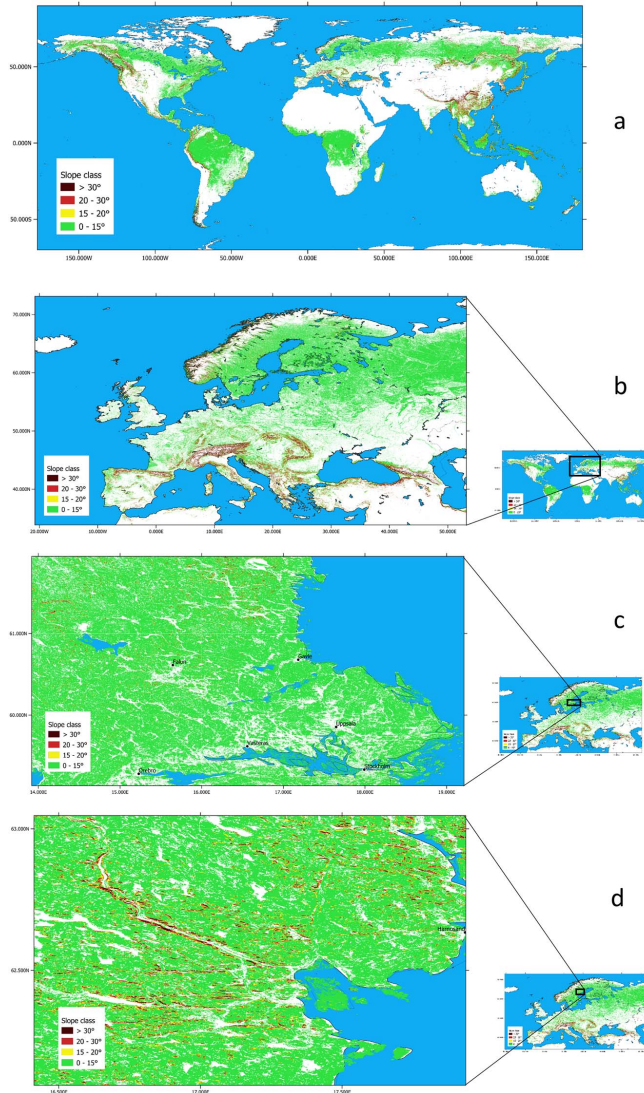 50.000N
0.000N
50.000S
Slope class
> 30°
20 - 30°
15 - 20°
0 - 15°
150.000W
100.000W
50.000W
0.000E
50.000E
100.000E
150.000E
a
70.000N
60.000N
50.000N
40.000N
Slope class
> 30°
20 - 30°
15 - 20°
0 - 15°
20.000W
10.000W
0.000E
10.000E
20.000E
30.000E
40.000E
50.000E
b
61.000N
60.000N
Falun
Gävle
Uppsala
Västerås
Örebro
Stockholm
Slope class
> 30°
20 - 30°
15 - 20°
0 - 15°
14.000E
15.000E
16.000E
17.000E
18.000E
19.000E
c
63.000N
62.500N
Härnösand
Slope class
> 30°
20 - 30°
15 - 20°
0 - 15°
16.500E
17.000E
17.500E
d